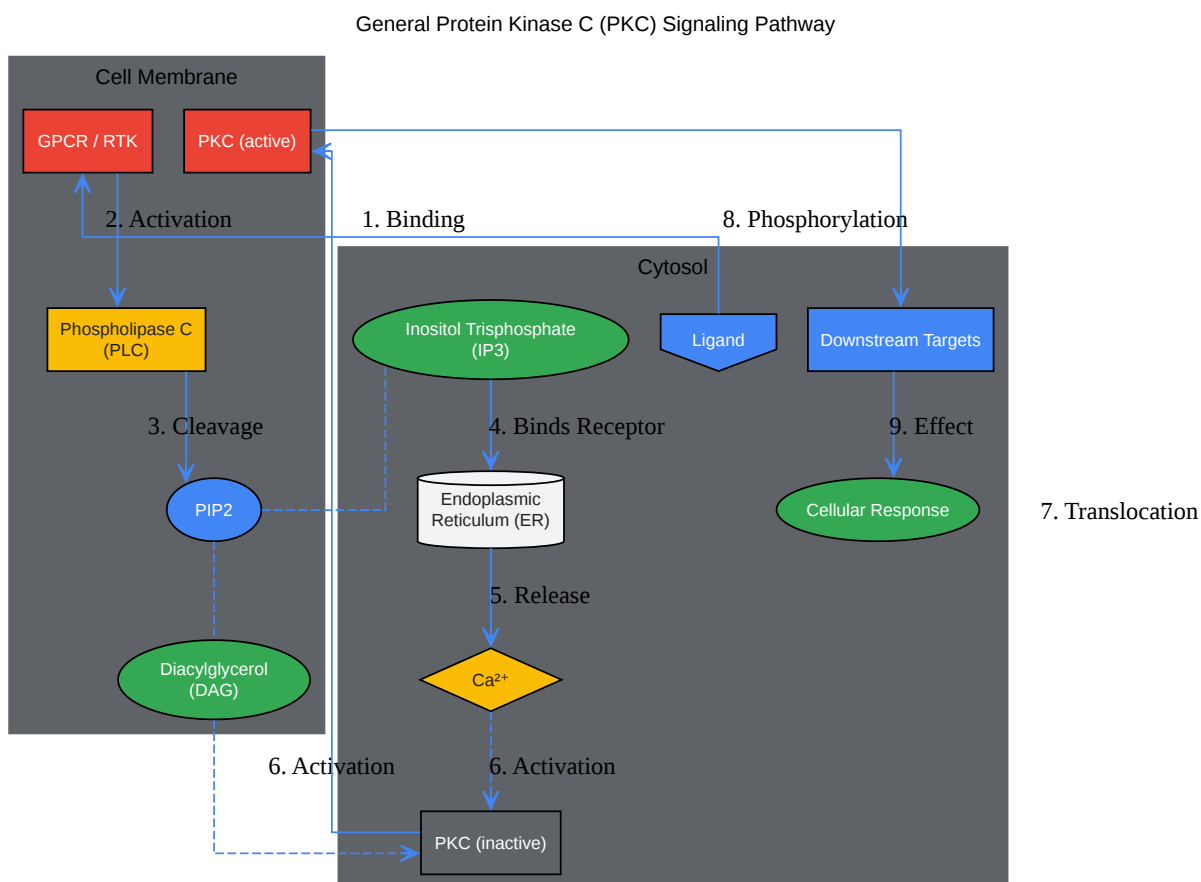 General Protein Kinase C (PKC) Signaling Pathway
Cell Membrane
GPCR / RTK
PKC (active)
2. Activation
1. Binding
8. Phosphorylation
Cytosol
Phospholipase C
(PLC)
Inositol Trisphosphate
(IP3)
Ligand
Downstream Targets
3. Cleavage
4. Binds Receptor
9. Effect
PIP2
Endoplasmic
Reticulum (ER)
Cellular Response
7. Translocation
5. Release
Diacylglycerol
(DAG)
Ca²⁺
6. Activation
6. Activation
PKC (inactive)